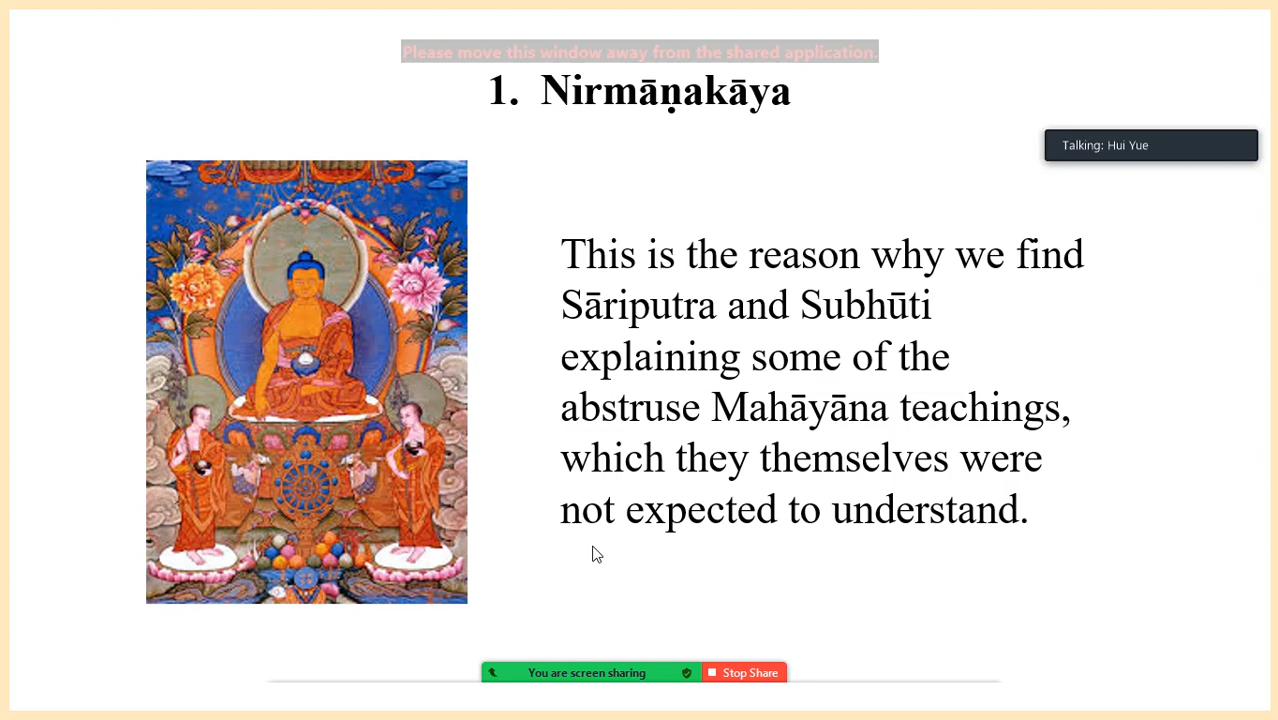 Please move this window away from the shared application.
1. Nirmāṇakāya
Talking: Hui Yue
This is the reason why we find
Sāriputra and Subhūti
explaining some of the
abstruse Mahāyāna teachings,
which they themselves were
not expected to understand.
You are screen sharing
Stop Share